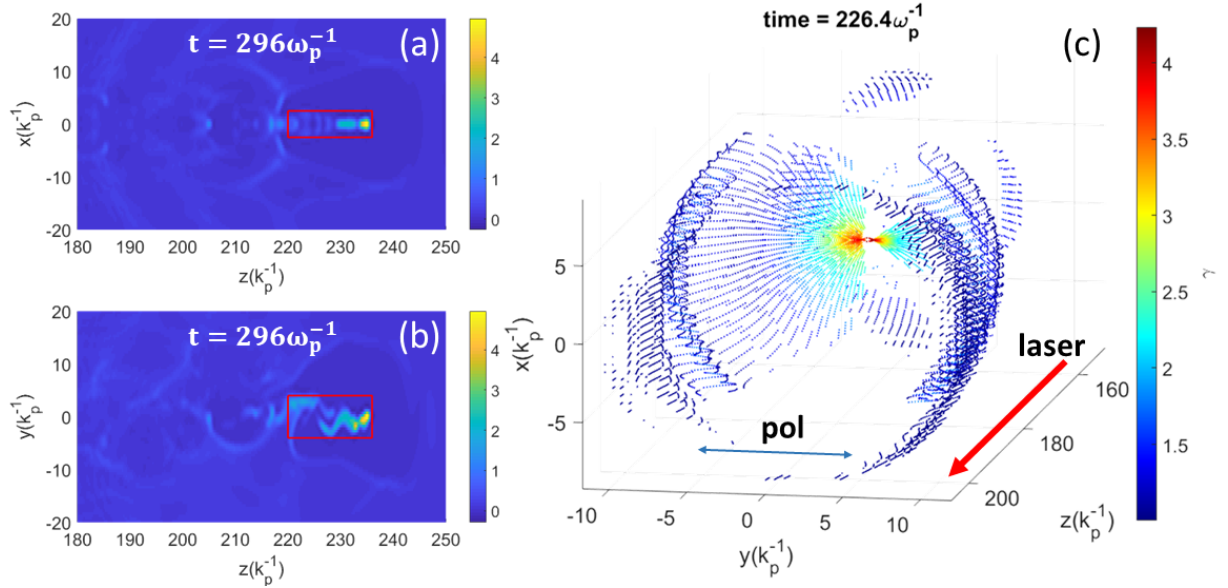 t = 296ω_p^-1 (a)
20
10
0
-10
-20
x(k_p^-1)
180 190 200 210 220 230 240 250
z(k_p^-1)
4
3
2
1
0
t = 296ω_p^-1 (b)
20
10
0
-10
-20
y(k_p^-1)
180 190 200 210 220 230 240 250
z(k_p^-1)
4
3
2
1
0
time = 226.4ω_p^-1 (c)
x(k_p^-1)
5
0
-5
-10 -5 0 5 10
y(k_p^-1)
160
180
200
z(k_p^-1)
laser
pol
4
3.5
3
2.5
2
1.5
γ